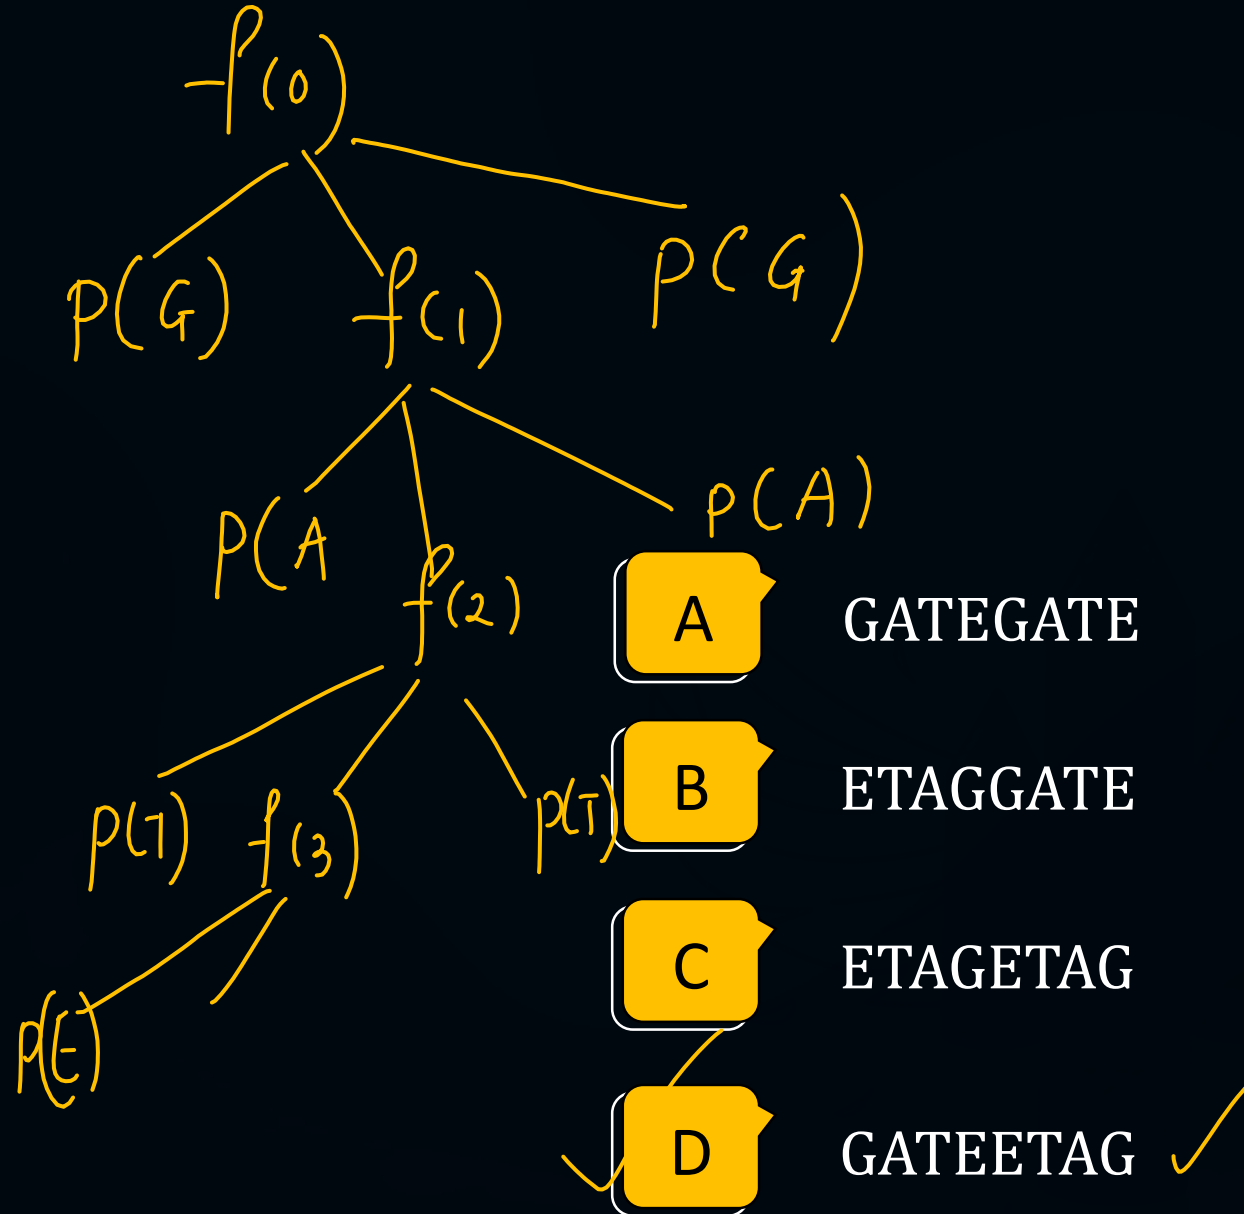 f(0)
P(G) f(1) P(G)
P(A f(2) P(A)
P(T) f(3) P(T)
P(E)
A GATEGATE
B ETAGGATE
C ETAGETAG
D GATEETAG